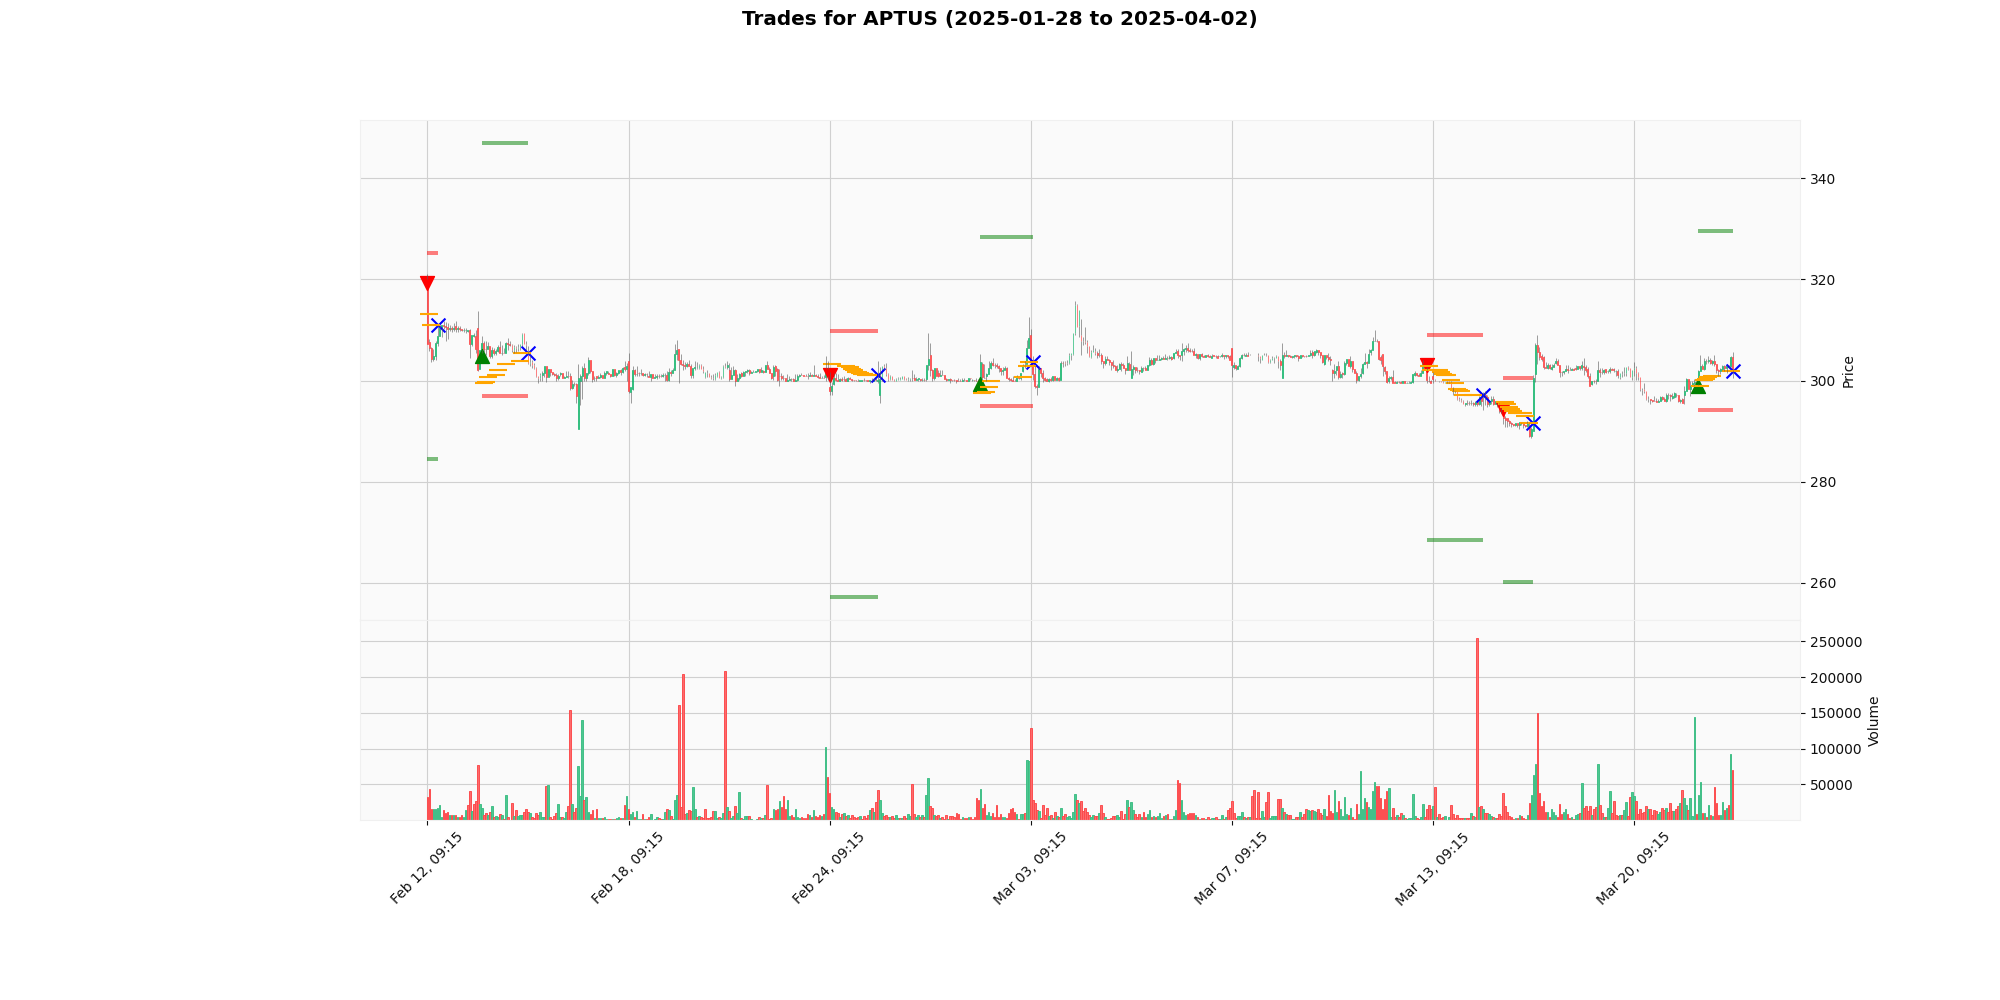 Trades for APTUS (2025-01-28 to 2025-04-02)
340
320
300
280
260
Price
250000
200000
150000
100000
50000
Volume
Feb 12, 09:15
Feb 18, 09:15
Feb 24, 09:15
Mar 03, 09:15
Mar 07, 09:15
Mar 13, 09:15
Mar 20, 09:15